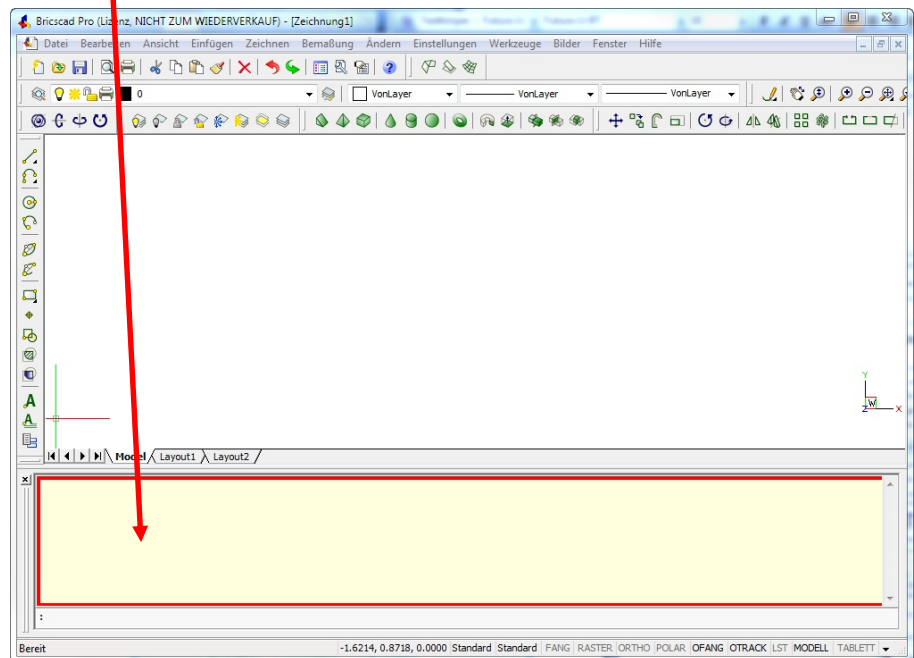 Bricscad Pro (Lizenz, NICHT ZUM WIEDERVERKAUF) - [Zeichnung1]
Datei Bearbeiten Ansicht Einfügen Zeichnen Bemaßung Ändern Einstellungen Werkzeuge Bilder Fenster Hilfe
0 VonLayer VonLayer VonLayer
A
A
Y
W
Z X
Model Layout1 Layout2
:
Bereit -1.6214, 0.8718, 0.0000 Standard Standard FANG RASTER ORTHO POLAR OFANG OTRACK LST MODELL TABLETT